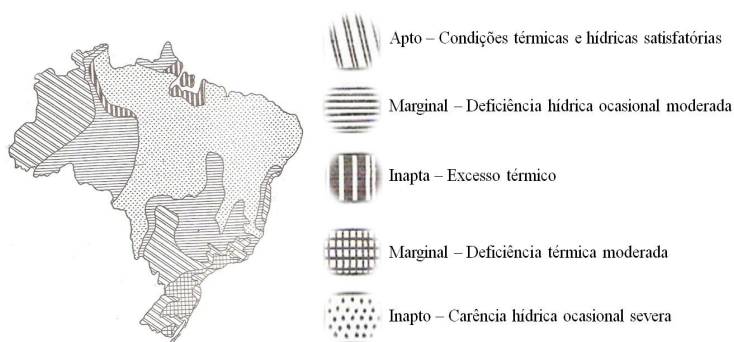 Apto – Condições térmicas e hídricas satisfatórias
Marginal – Deficiência hídrica ocasional moderada
Inapta – Excesso térmico
Marginal – Deficiência térmica moderada
Inapto – Carência hídrica ocasional severa